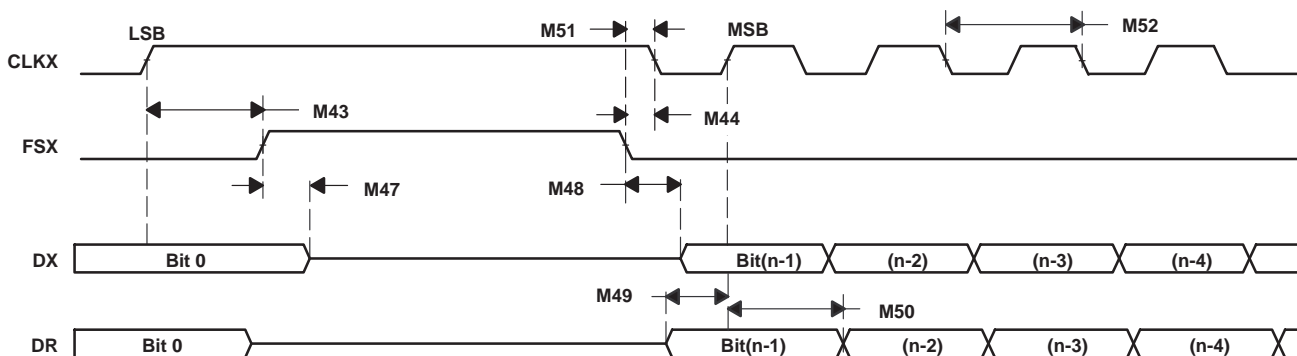 LSB
M51
MSB
M52
CLKX
M43
M44
FSX
M47
M48
DX
Bit 0
Bit(n-1)
(n-2)
(n-3)
(n-4)
M49
M50
DR
Bit 0
Bit(n-1)
(n-2)
(n-3)
(n-4)